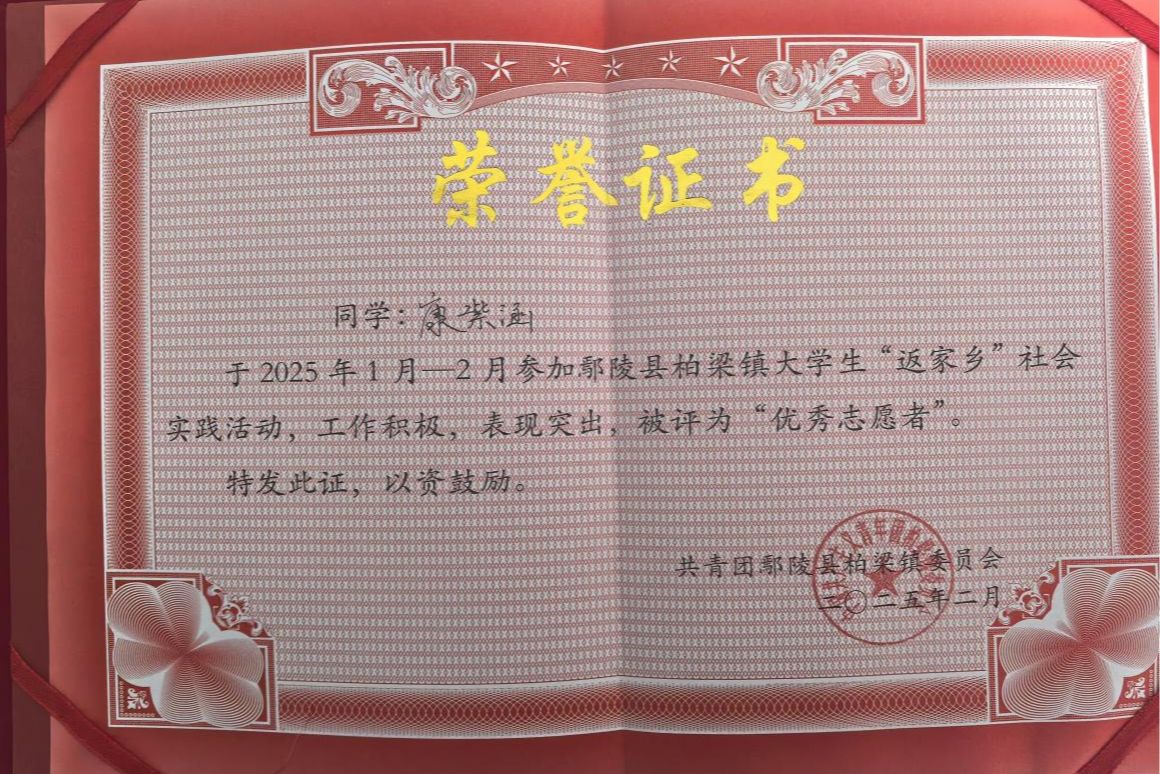 荣誉证书
同学：康紫涵
于 2025 年 1 月—2 月参加鄢陵县柏梁镇大学生“返家乡”社会
实践活动，工作积极，表现突出，被评为“优秀志愿者”。
特发此证，以资鼓励。
共青团鄢陵县柏梁镇委员会
二〇二五年二月